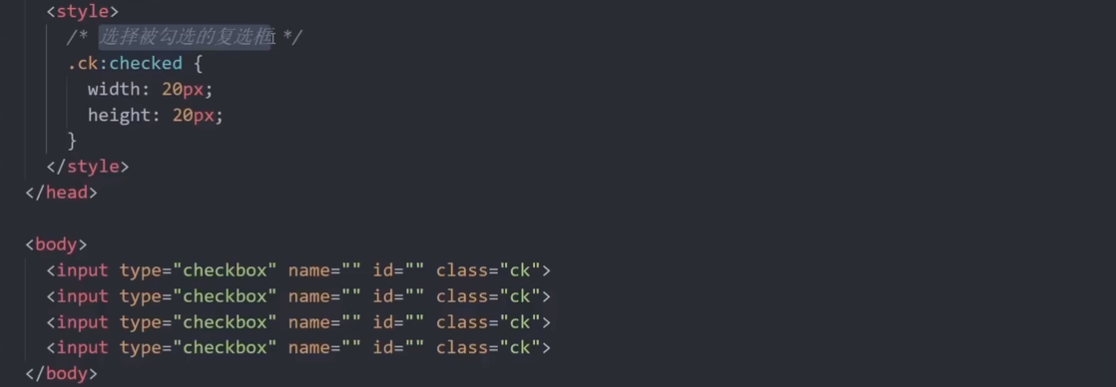 <style>
/* 选择被勾选的复选框 */
.ck:checked {
width: 20px;
height: 20px;
}
</style>
</head>
<body>
<input type="checkbox" name="" id="" class="ck">
<input type="checkbox" name="" id="" class="ck">
<input type="checkbox" name="" id="" class="ck">
<input type="checkbox" name="" id="" class="ck">
</body>